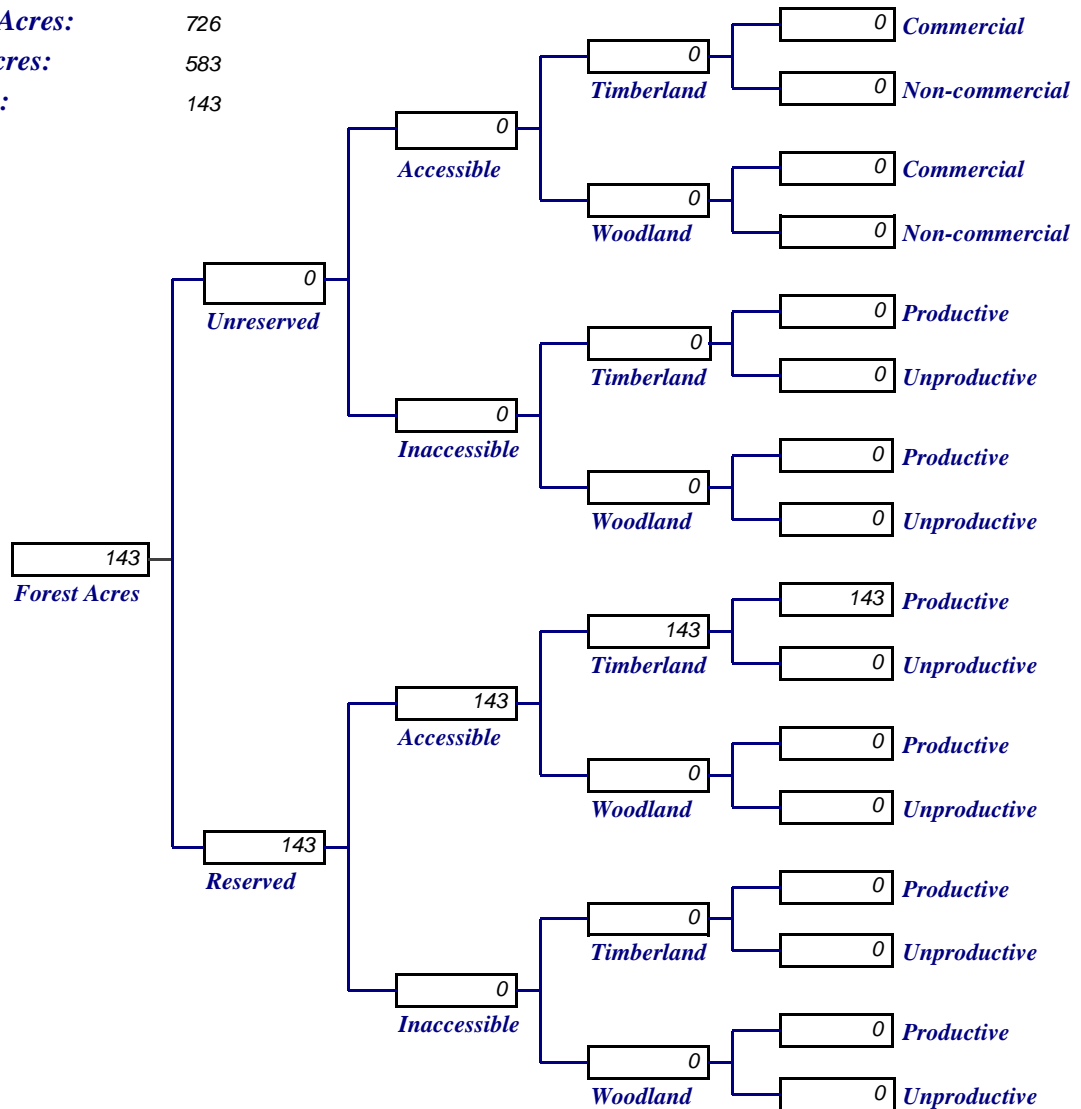 Acres: 726
cres: 583
: 143
0 Commercial
0
Timberland
0 Non-commercial
0
Accessible
0 Commercial
0
Woodland
0 Non-commercial
0
Unreserved
0 Productive
0
Timberland
0 Unproductive
0
Inaccessible
0 Productive
0
Woodland
0 Unproductive
143
Forest Acres
143 Productive
143
Timberland
0 Unproductive
143
Accessible
0 Productive
0
Woodland
0 Unproductive
143
Reserved
0 Productive
0
Timberland
0 Unproductive
0
Inaccessible
0 Productive
0
Woodland
0 Unproductive